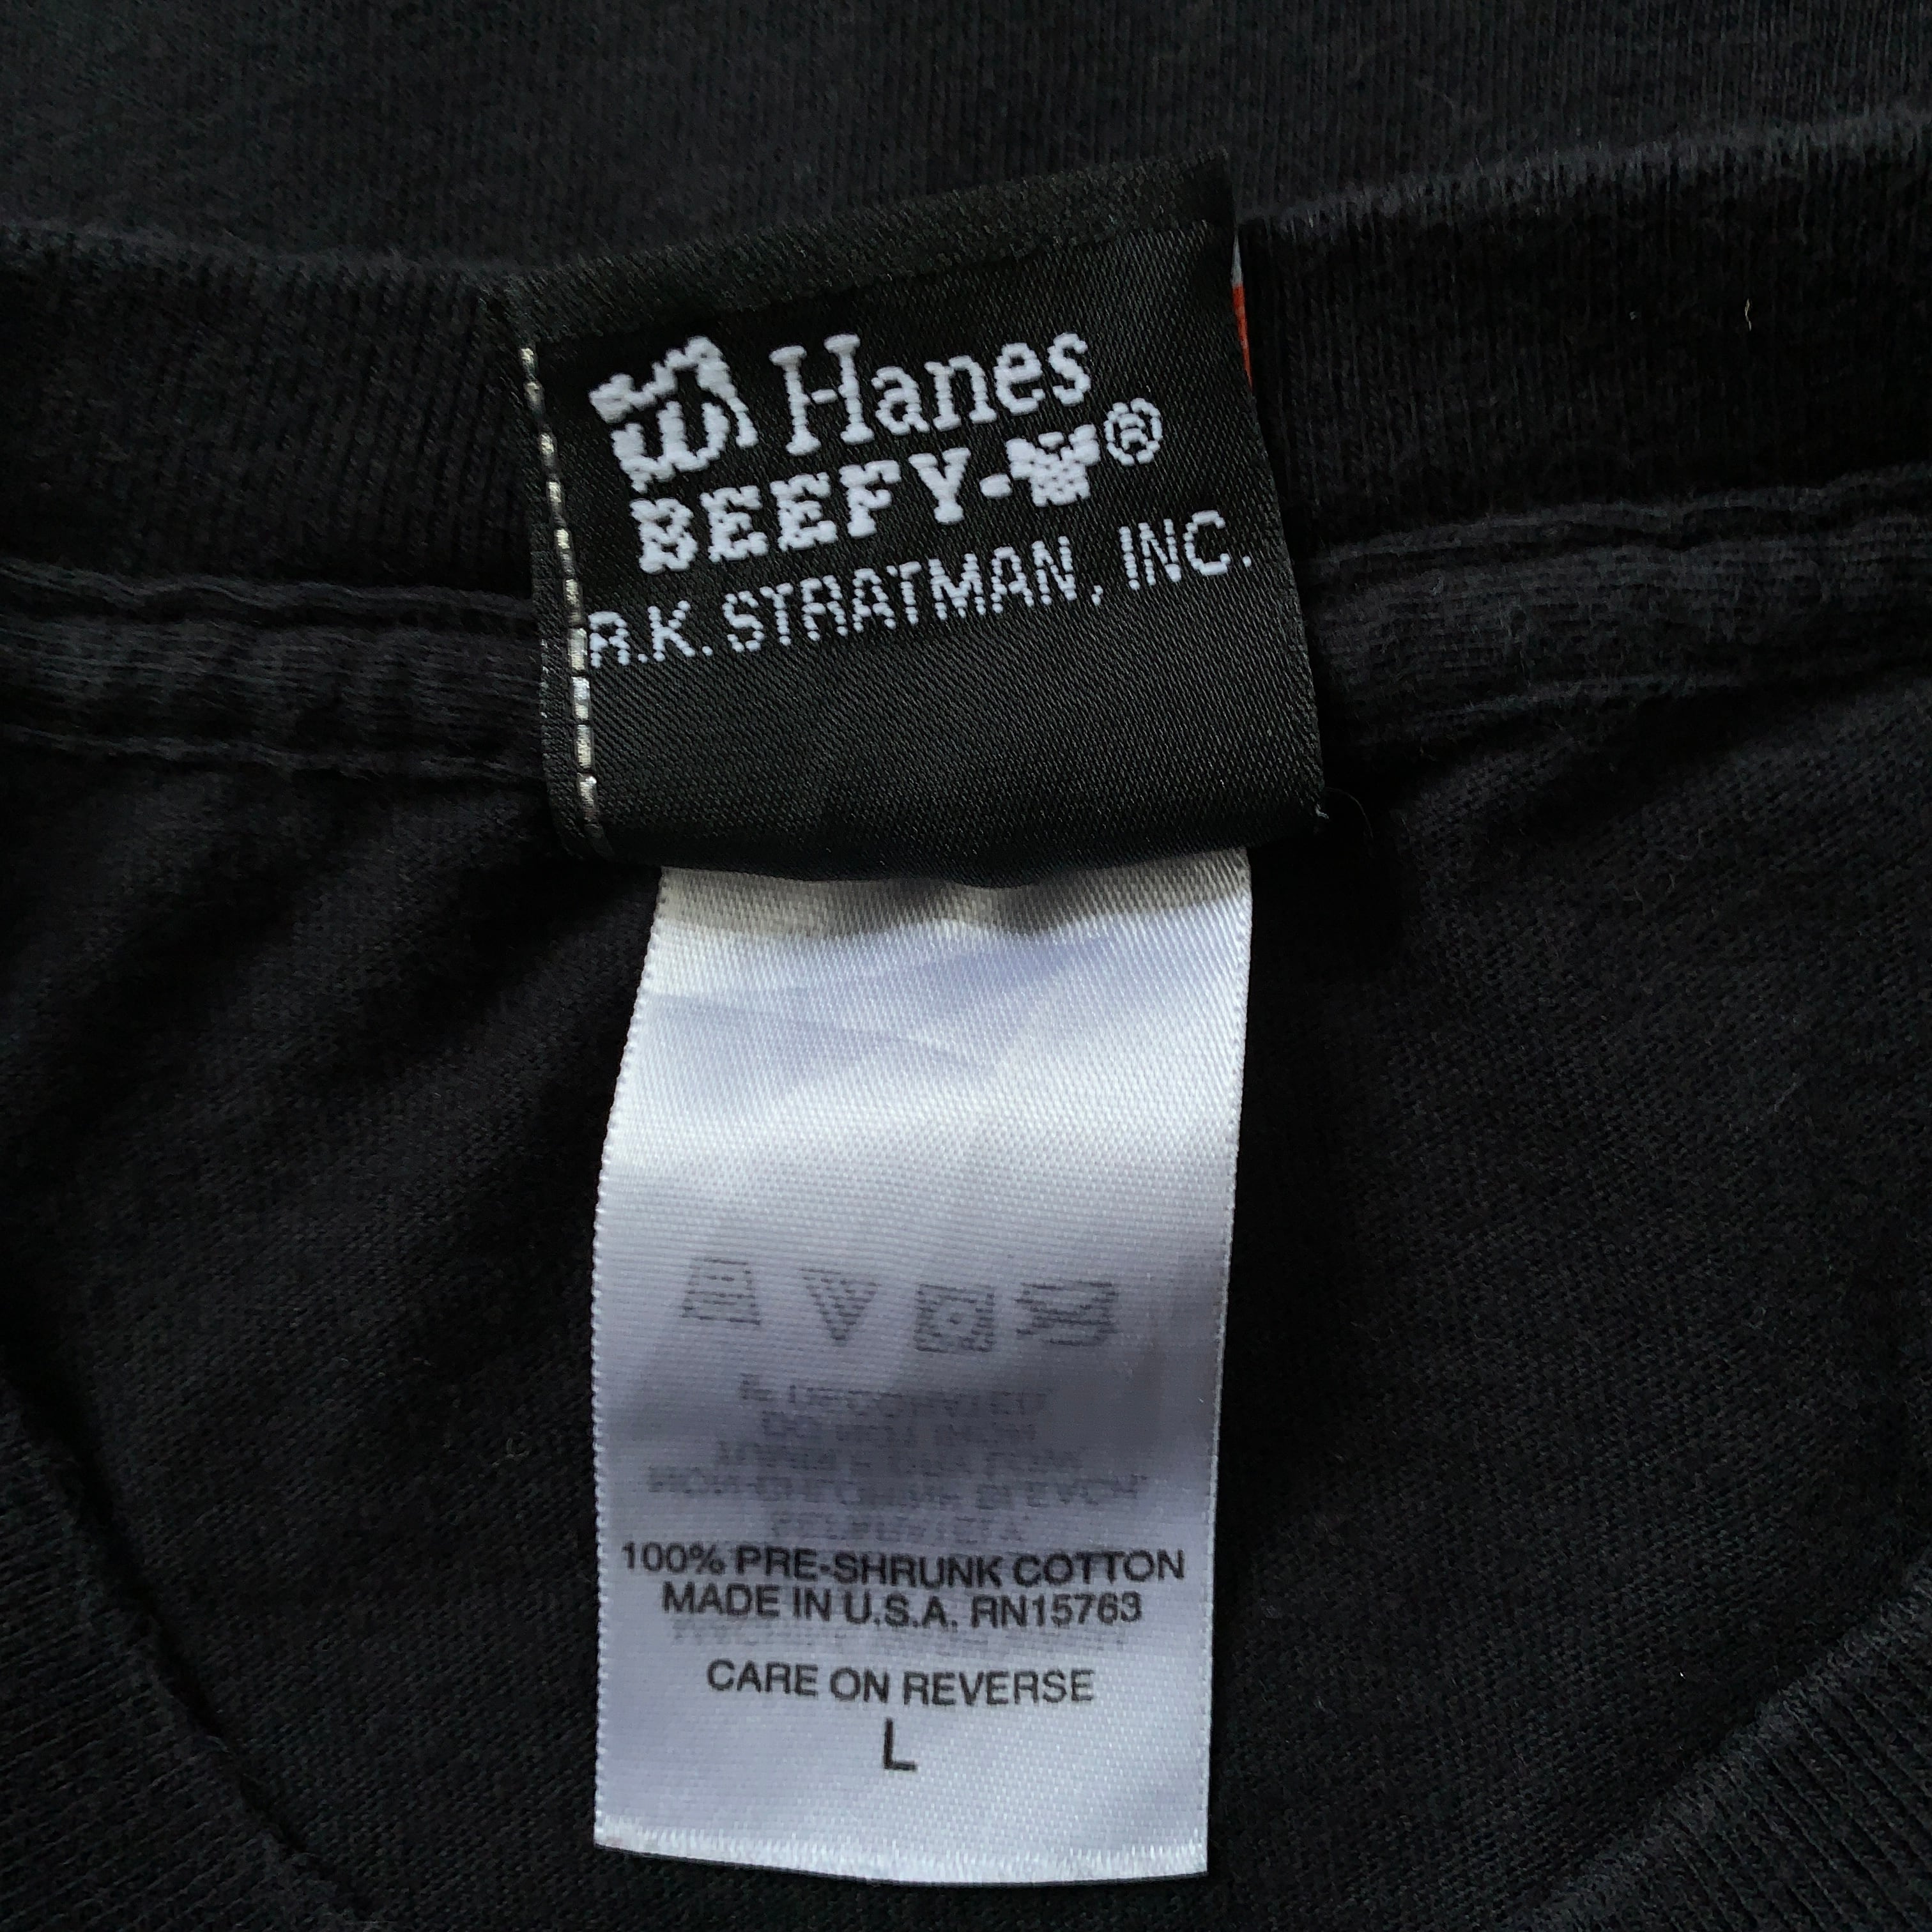 Hanes
BEEFY-T®
R.K. STRATMAN, INC.
100% PRE-SHRUNK COTTON
MADE IN U.S.A. RN15763
CARE ON REVERSE
L